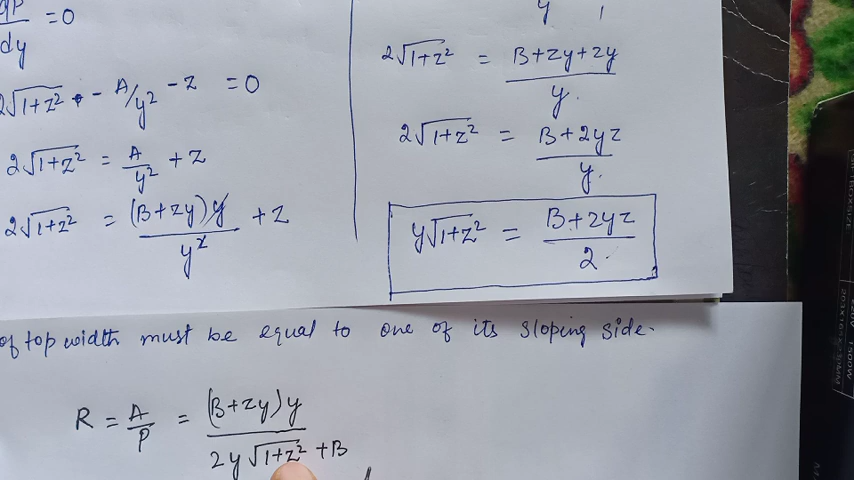 dP/dy = 0
2√1+z² - A/y² - z = 0
2√1+z² = A/y² + z
2√1+z² = (B+zy)y/y² + z
y
2√1+z² = B+zy+zy/y.
2√1+z² = B+2yz/y.
y√1+z² = B+2yz/2.
of top width must be equal to one of its sloping side.
R = A/P = (B+zy)y/2y√1+z² + B